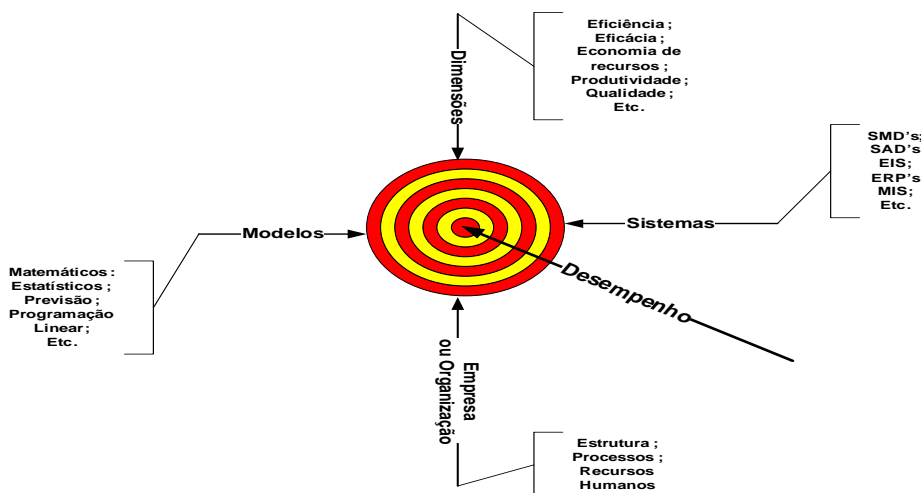 Eficiência ;
Eficácia ;
Economia de
recursos ;
Produtividade ;
Qualidade ;
Etc.
Dimensões
SMD's;
SAD's
EIS;
ERP's
MIS;
Etc.
Modelos
Sistemas
Matemáticos :
Estatísticos ;
Previsão ;
Programação
Linear ;
Etc.
Desempenho
Empresa
ou Organização
Estrutura ;
Processos ;
Recursos
Humanos